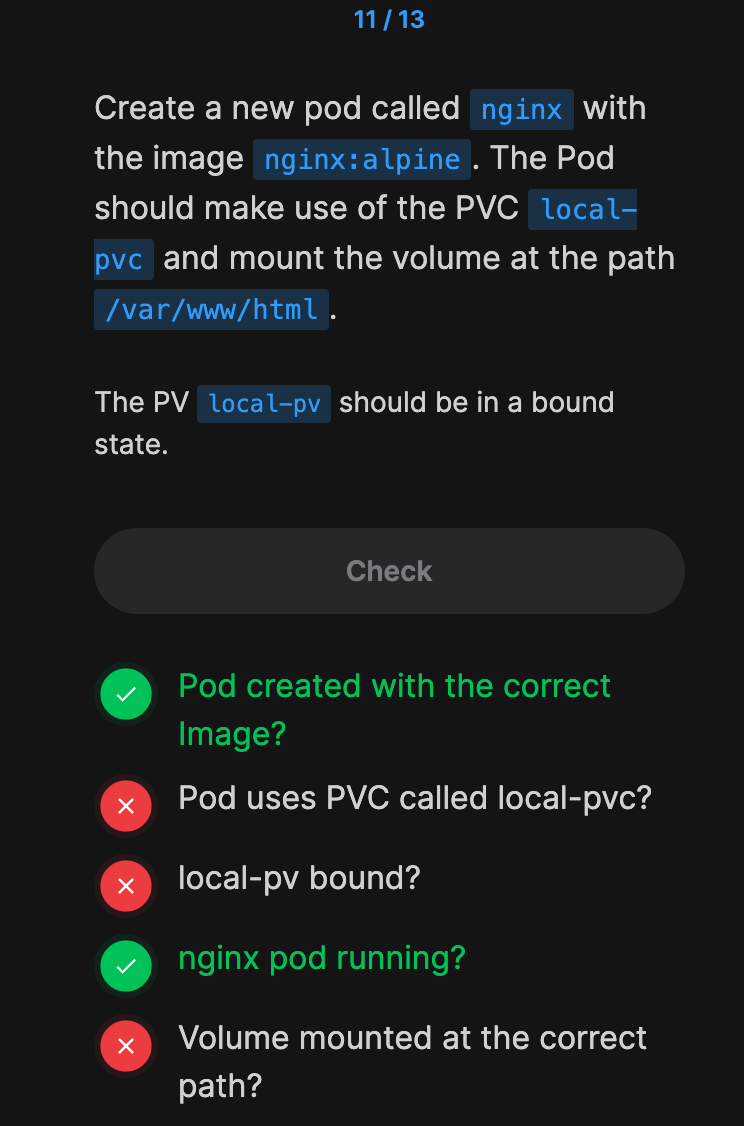 11 / 13
Create a new pod called nginx with
the image nginx:alpine. The Pod
should make use of the PVC local-
pvc and mount the volume at the path
/var/www/html.
The PV local-pv should be in a bound
state.
Check
Pod created with the correct
Image?
Pod uses PVC called local-pvc?
local-pv bound?
nginx pod running?
Volume mounted at the correct
path?